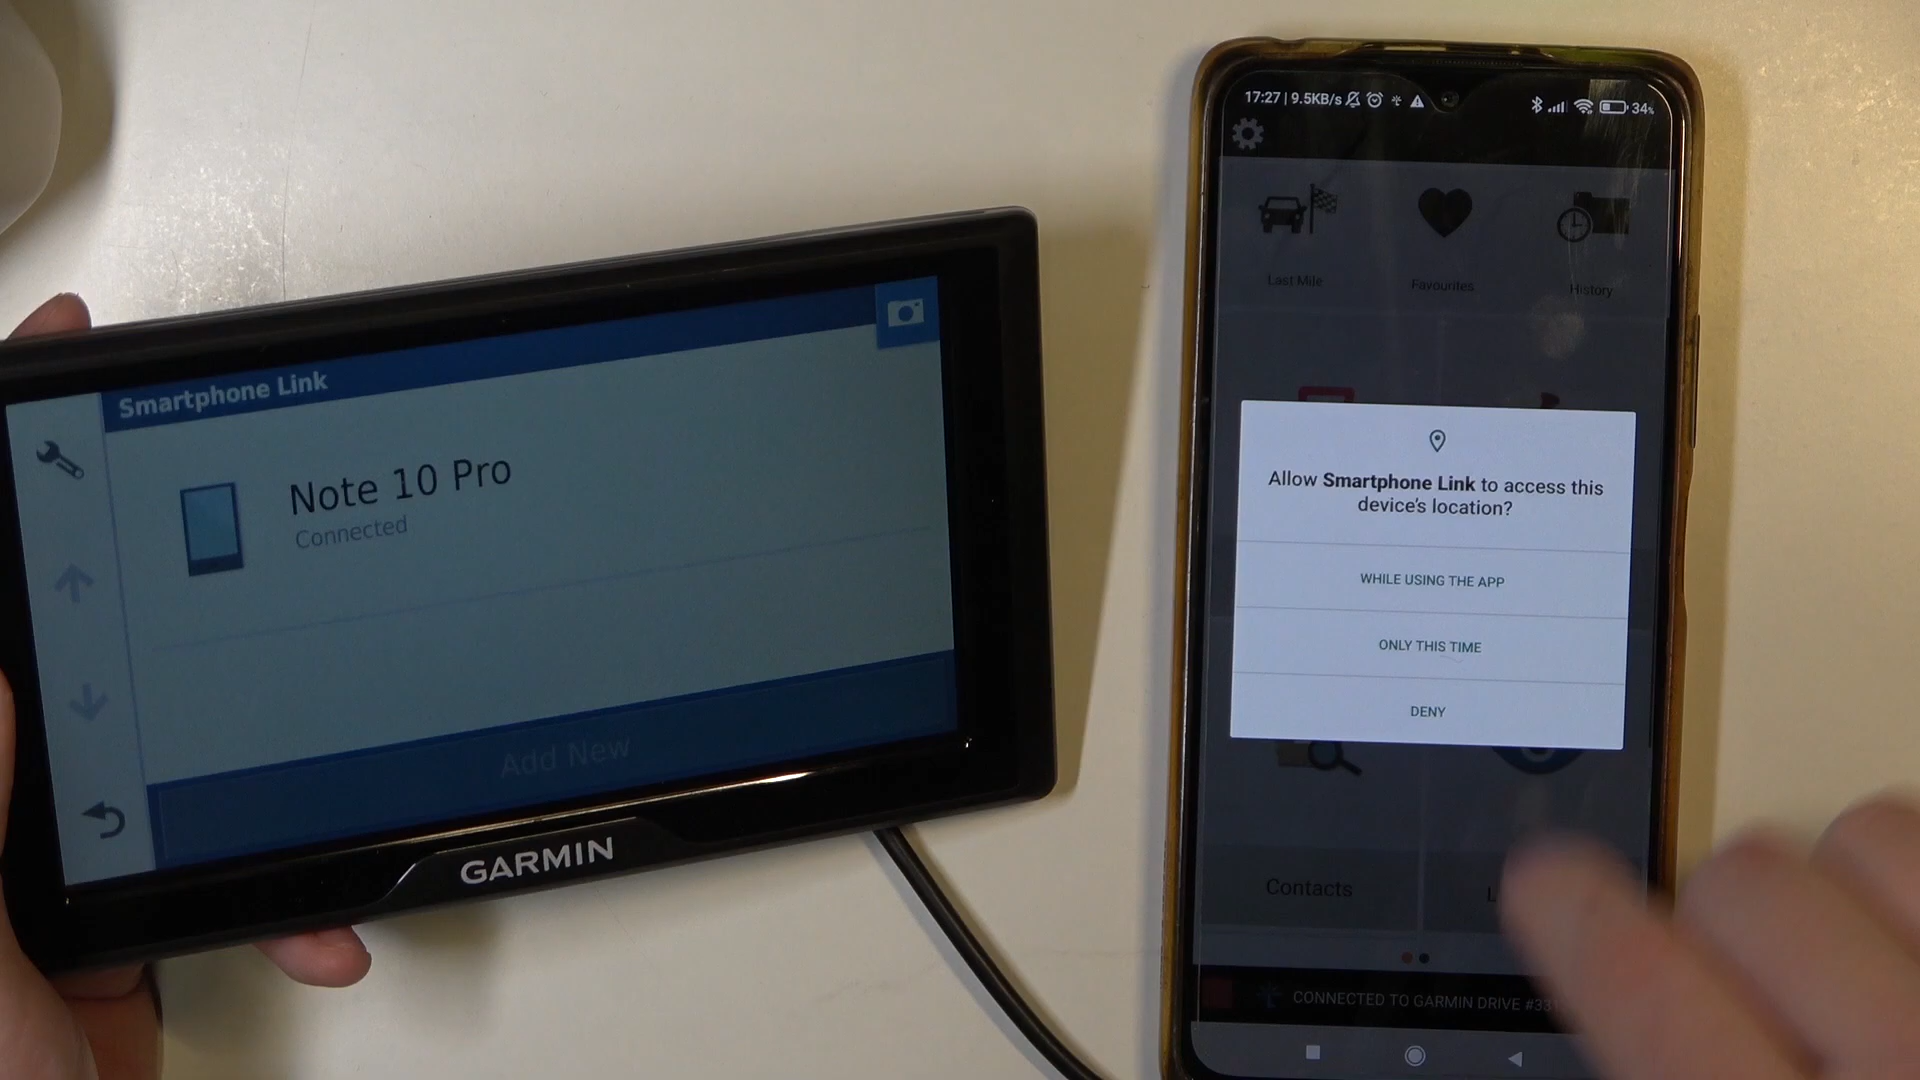 Smartphone Link
Note 10 Pro
Connected
Add New
GARMIN
17:27 | 9.5KB/s
34%
Last Mile
Favourites
History
Allow Smartphone Link to access this
device's location?
WHILE USING THE APP
ONLY THIS TIME
DENY
Contacts
CONNECTED TO GARMIN DRIVE